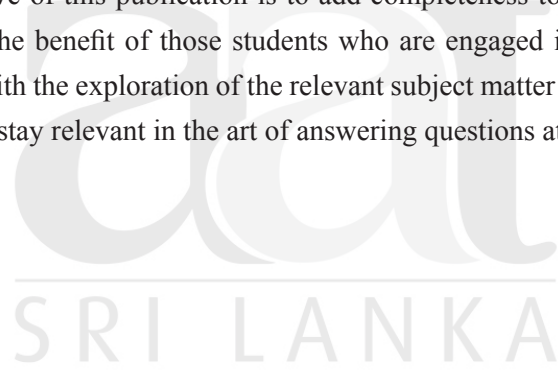 ve of this publication is to add completeness to
he benefit of those students who are engaged i
ith the exploration of the relevant subject matter
stay relevant in the art of answering questions at
aat
SRI LANKA